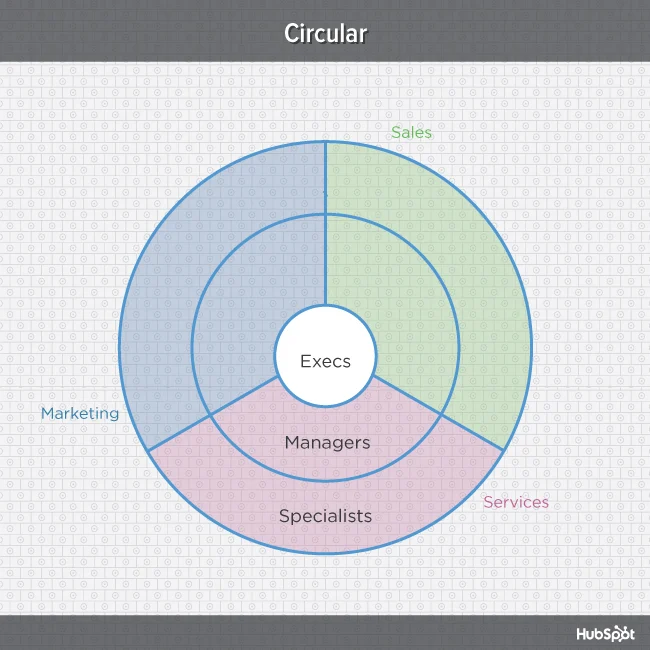 Circular
Sales
Execs
Marketing
Managers
Services
Specialists
HubSpot